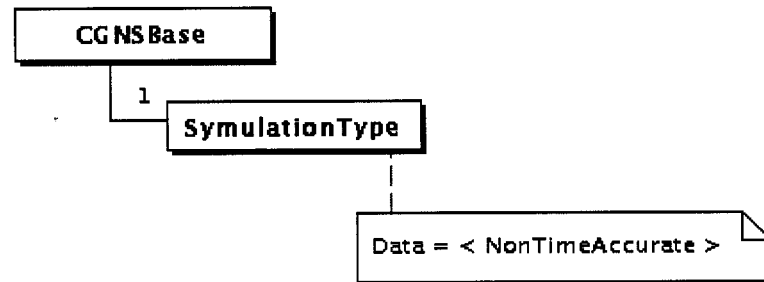 CGNSBase
1
SymulationType
Data = < NonTimeAccurate >